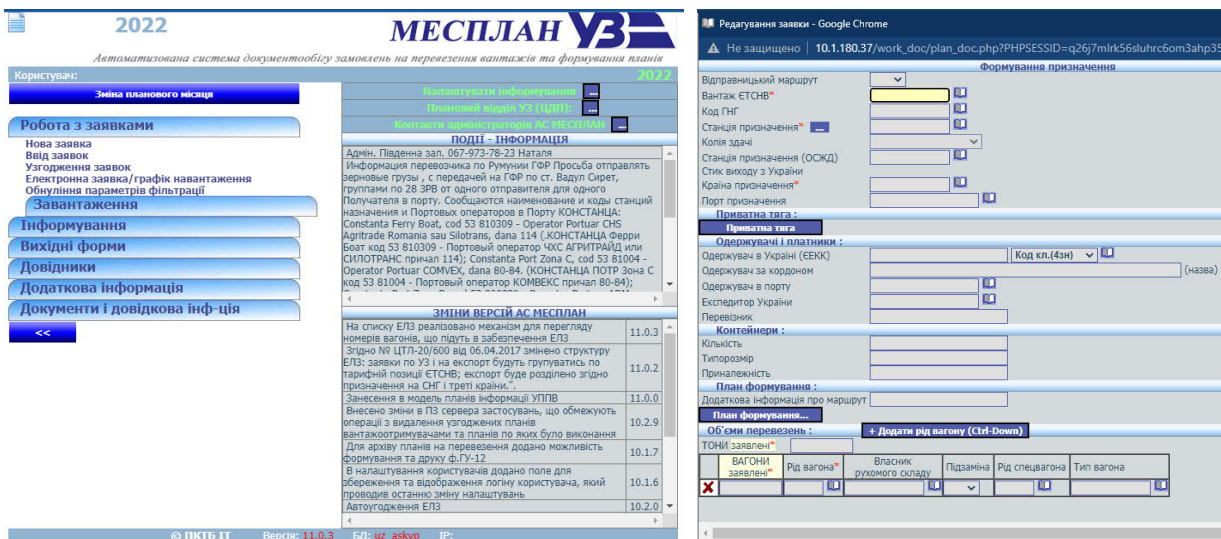 2022
МЕСПЛАН УЗ
Автоматизована система документообігу замовлень на перевезення вантажів та формування планів
Користувач:
2022
Зміна планового місяця
Робота з заявками
Нова заявка
Ввід заявок
Узгодження заявок
Електронна заявка/графік навантаження
Обнуління параметрів фільтрації
Завантаження
Інформування
Вихідні форми
Довідники
Додаткова інформація
Документи і довідкова інф-ція
<<
Налаштувати інформування ...
Плановий відділ УЗ (ЦДП): ...
Контакти адміністраторів АС МЕСПЛАН ...
ПОДІЇ - ІНФОРМАЦІЯ
Адмін. Південна зал. 067-973-78-23 Наталя
Информация перевозчика по Румунии ГФР Просьба отправлять
зерновые грузы , с передачей на ГФР по ст. Вадул Сирет,
группами по 28 ЗРВ от одного отправителя для одного
Получателя в порту. Сообщаются наименование и коды станций
назначения и Портовых операторов в Порту КОНСТАНЦА:
Constanta Ferry Boat, cod 53 810309 - Operator Portuar CHS
Agritrade Romania sau Silotrans, dana 114 (.КОНСТАНЦА Ферри
Боат код 53 810309 - Портовый оператор ЧХС АГРИТРАЙД или
СИЛОТРАНС причал 114); Constanta Port Zona C, cod 53 81004 -
Operator Portuar COMVEX, dana 80-84. (КОНСТАНЦА ПОТР Зона С
код 53 81004 - Портовый оператор КОМВЕКС причал 80-84);
ЗМІНИ ВЕРСІЙ АС МЕСПЛАН
На списку ЕЛЗ реалізовано механізм для перегляду
номерів вагонів, що підуть в забезпечення ЕЛЗ
11.0.3
Згідно № ЦТЛ-20/600 від 06.04.2017 змінено структуру
ЕЛЗ: заявки по УЗ і на експорт будуть групуватись по
тарифній позиції ЄТСНВ; експорт буде розділено згідно
призначення на СНГ і треті країни.".
11.0.2
Занесення в модель планів інформації УППВ
11.0.0
Внесено зміни в ПЗ сервера застосувань, що обмежують
операції з видалення узгоджених планів
вантажоотримувачами та планів по яких було виконання
10.2.9
Для архіву планів на перевезення додано можливість
формування та друку ф.ГУ-12
10.1.7
В налаштування користувачів додано поле для
збереження та відображення логіну користувача, який
проводив останню зміну налаштувань
10.1.6
Автоугодження ЕЛЗ
10.2.0
© ПКТБ ІТ Версія: 11.0.3 БД: uz_askvp IP:
Редагування заявки - Google Chrome
Не защищено | 10.1.180.37/work_doc/plan_doc.php?PHPSESSID=q26j7mlrk56sluhrc6om3ahp35
Формування призначення
Відправницький маршрут
Вантаж ЄТСНВ*
Код ГНГ
Станція призначення* ...
Колія здачі
Станція призначення (ОСЖД)
Стик виходу з України
Країна призначення*
Порт призначення
Приватна тяга :
Приватна тяга
Одержувачі і платники :
Одержувач в Україні (ЄЕКК) Код кл.(4зн)
Одержувач за кордоном (назва)
Одержувач в порту
Експедитор України
Перевізник
Контейнери :
Кількість
Типорозмір
Приналежність
План формування :
Додаткова інформація про маршрут
План формування...
Об'єми перевезень : + Додати рід вагону (Ctrl-Down)
ТОНИ заявлені*
ВАГОНИ
заявлені*
Рід вагона*
Власник
рухомого складу
Підзаміна
Рід спецвагона
Тип вагона